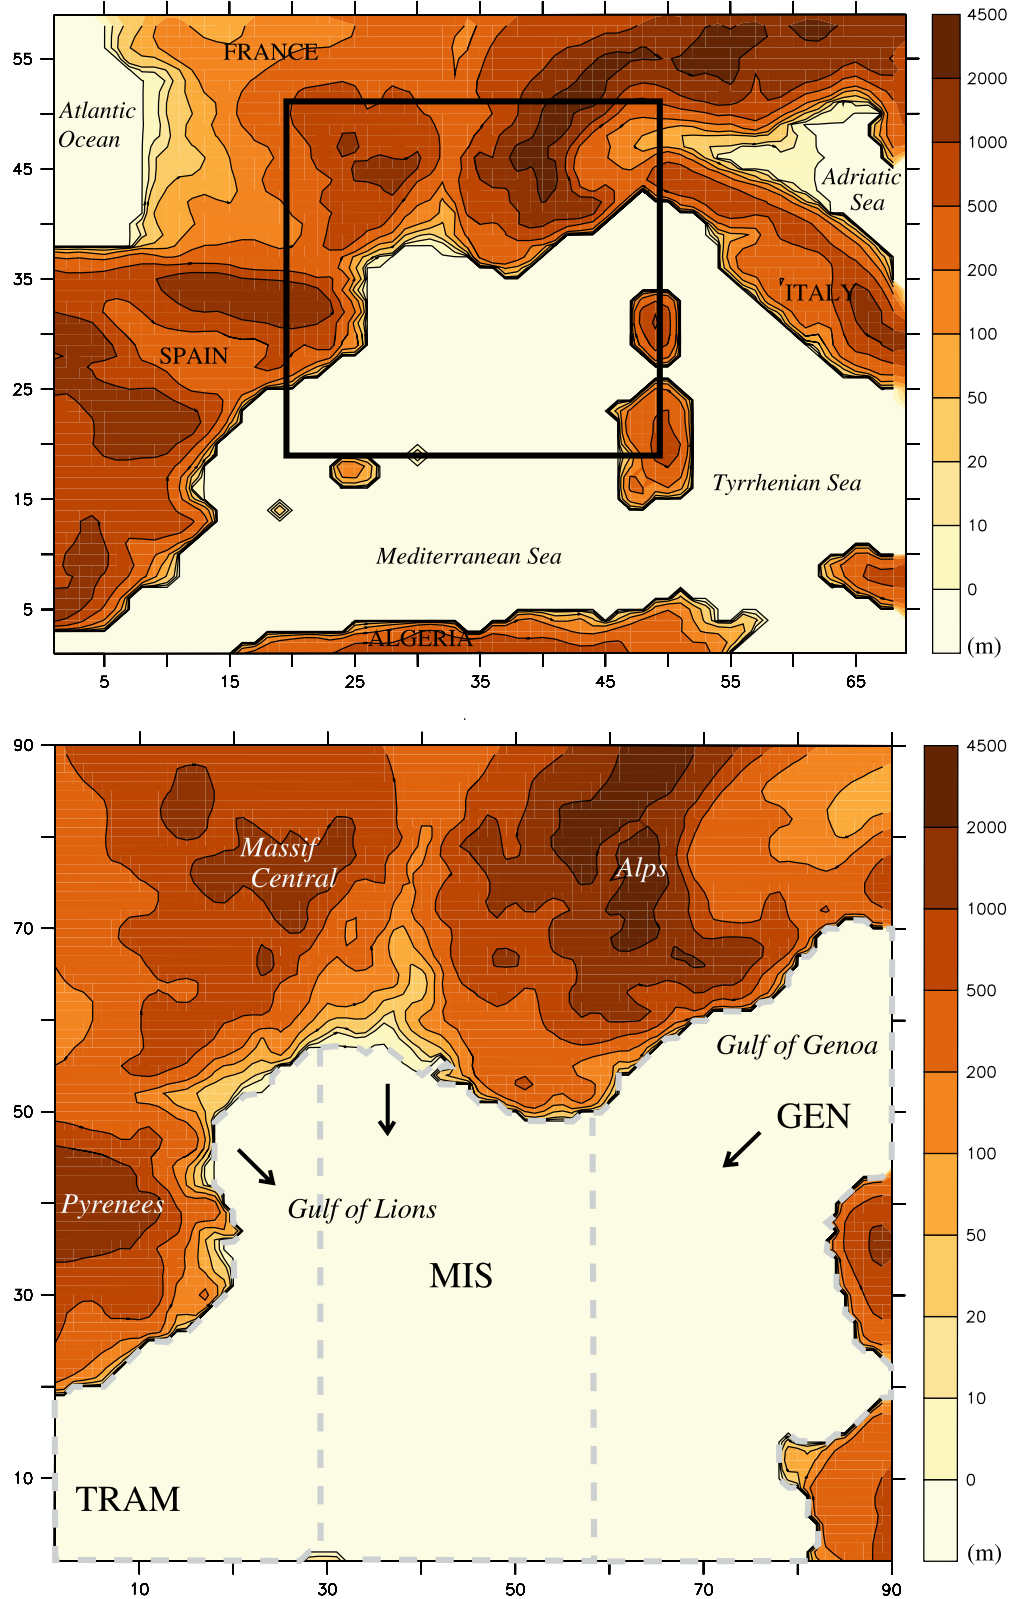 FRANCE
Atlantic
Ocean
Adriatic
Sea
'ITALY
SPAIN
Tyrrhenian Sea
Mediterranean Sea
ALGERIA
55
45
35
25
15
5
5 15 25 35 45 55 65
4500
2000
1000
500
200
100
50
20
10
0
(m)
Massif
Central
Alps
Gulf of Genoa
GEN
Pyrenees
Gulf of Lions
MIS
TRAM
90
70
50
30
10
10 30 50 70 90
4500
2000
1000
500
200
100
50
20
10
0
(m)